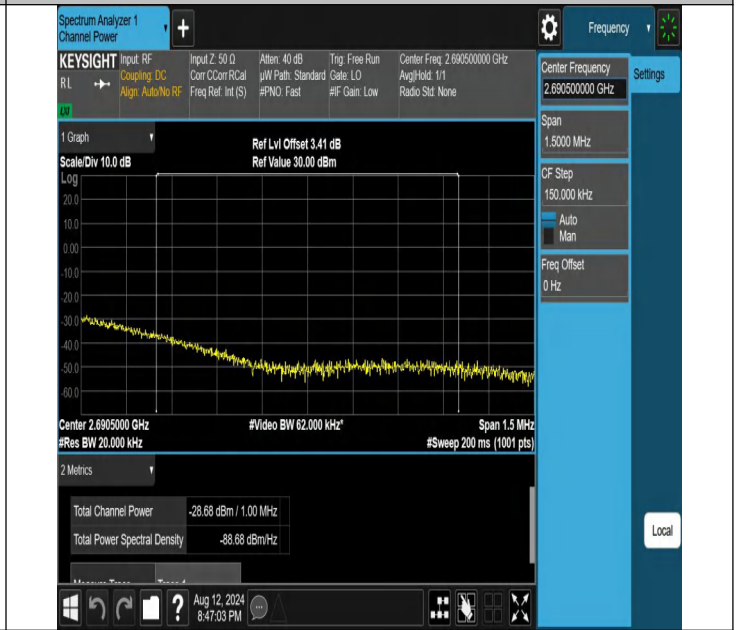 Spectrum Analyzer 1
Channel Power
+
Frequency
KEYSIGHT Input: RF
RL
Coupling: DC
Align: Auto/No RF
Input Z: 50 Ω
Corr CCorr RCal
Freq Ref: Int (S)
Atten: 40 dB
µW Path: Standard
#PNO: Fast
Trig: Free Run
Gate: LO
#IF Gain: Low
Center Freq: 2.690500000 GHz
Avg|Hold: 1/1
Radio Std: None
Center Frequency
2.690500000 GHz
Settings
Span
1.5000 MHz
CF Step
150.000 kHz
Auto
Man
Freq Offset
0 Hz
1 Graph
Scale/Div 10.0 dB
Ref Lvl Offset 3.41 dB
Ref Value 30.00 dBm
Log
20.0
10.0
0.00
-10.0
-20.0
-30.0
-40.0
-50.0
-60.0
Center 2.6905000 GHz
#Video BW 62.000 kHz*
Span 1.5 MHz
#Res BW 20.000 kHz
#Sweep 200 ms (1001 pts)
2 Metrics
Total Channel Power -28.68 dBm / 1.00 MHz
Total Power Spectral Density -88.68 dBm/Hz
Local
?
Aug 12, 2024
8:47:03 PM